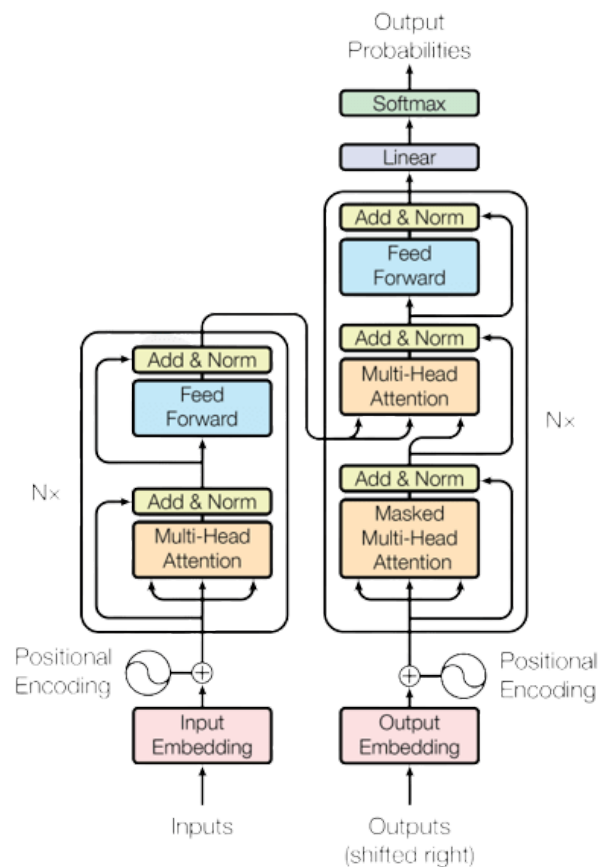 Output
Probabilities
Softmax
Linear
Add & Norm
Feed
Forward
Add & Norm
Multi-Head
Attention
Add & Norm
Masked
Multi-Head
Attention
Nx
Add & Norm
Feed
Forward
Add & Norm
Multi-Head
Attention
Nx
Positional
Encoding
Positional
Encoding
Input
Embedding
Output
Embedding
Inputs
Outputs
(shifted right)